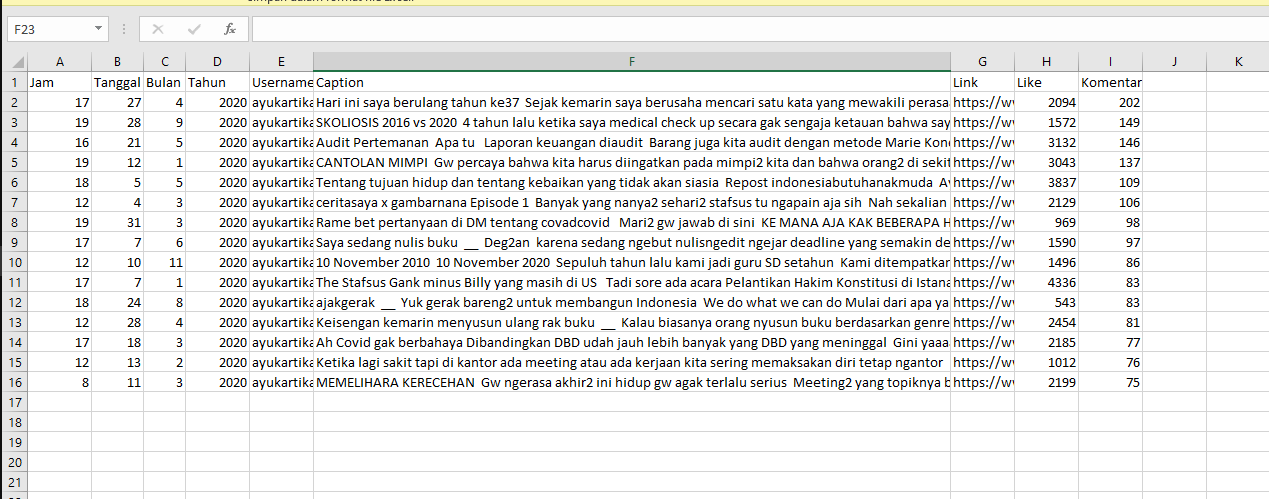 F23 fx
A B C D E F G H I J K
1 Jam Tanggal Bulan Tahun Username Caption Link Like Komentar
2 17 27 4 2020 ayukartika Hari ini saya berulang tahun ke37 Sejak kemarin saya berusaha mencari satu kata yang mewakili perasa https://w 2094 202
3 19 28 9 2020 ayukartika SKOLIOSIS 2016 vs 2020 4 tahun lalu ketika saya medical check up secara gak sengaja ketauan bahwa say https://w 1572 149
4 16 21 5 2020 ayukartika Audit Pertemanan Apa tu Laporan keuangan diaudit Barang juga kita audit dengan metode Marie Kon https://w 3132 146
5 19 12 1 2020 ayukartika CANTOLAN MIMPI Gw percaya bahwa kita harus diingatkan pada mimpi2 kita dan bahwa orang2 di sekit https://w 3043 137
6 18 5 5 2020 ayukartika Tentang tujuan hidup dan tentang kebaikan yang tidak akan siasia Repost indonesiabutuhanakmuda https://w 3837 109
7 12 4 3 2020 ayukartika ceritasaya x gambarnana Episode 1 Banyak yang nanya2 sehari2 stafsus tu ngapain aja sih Nah sekalian https://w 2129 106
8 19 31 3 2020 ayukartika Rame bet pertanyaan di DM tentang covadcovid Mari2 gw jawab di sini KE MANA AJA KAK BEBERAPA H https://w 969 98
9 17 7 6 2020 ayukartika Saya sedang nulis buku __ Deg2an karena sedang ngebut nulisngedit ngejar deadline yang semakin de https://w 1590 97
10 12 10 11 2020 ayukartika 10 November 2010 10 November 2020 Sepuluh tahun lalu kami jadi guru SD setahun Kami ditempatkan https://w 1496 86
11 17 7 1 2020 ayukartika The Stafsus Gank minus Billy yang masih di US Tadi sore ada acara Pelantikan Hakim Konstitusi di Istana https://w 4336 83
12 18 24 8 2020 ayukartika ajakgerak __ Yuk gerak bareng2 untuk membangun Indonesia We do what we can do Mulai dari apa ya https://w 543 83
13 12 28 4 2020 ayukartika Keisengan kemarin menyusun ulang rak buku __ Kalau biasanya orang nyusun buku berdasarkan genre https://w 2454 81
14 17 18 3 2020 ayukartika Ah Covid gak berbahaya Dibandingkan DBD udah jauh lebih banyak yang DBD yang meninggal Gini yaaa https://w 2185 77
15 12 13 2 2020 ayukartika Ketika lagi sakit tapi di kantor ada meeting atau ada kerjaan kita sering memaksakan diri tetap ngantor https://w 1012 76
16 8 11 3 2020 ayukartika MEMELIHARA KERECEHAN Gw ngerasa akhir2 ini hidup gw agak terlalu serius Meeting2 yang topiknya b https://w 2199 75
17
18
19
20
21